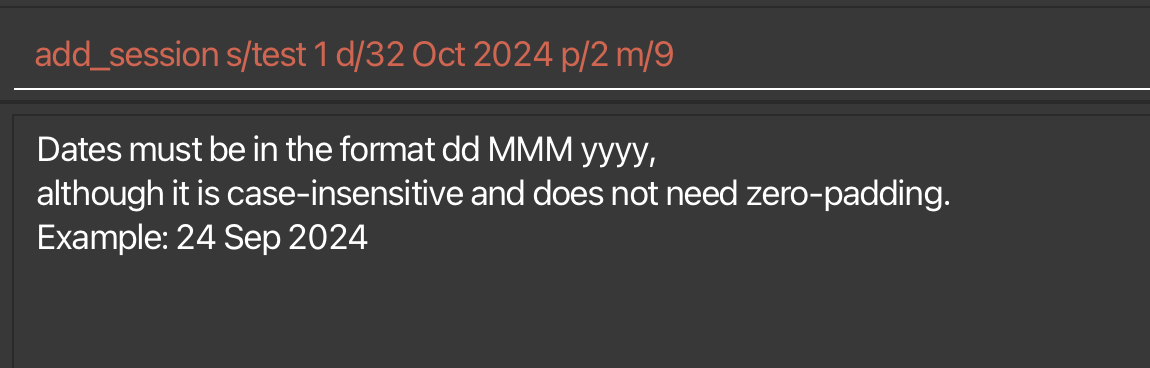 add_session s/test 1 d/32 Oct 2024 p/2 m/9
Dates must be in the format dd MMM yyyy,
although it is case-insensitive and does not need zero-padding.
Example: 24 Sep 2024